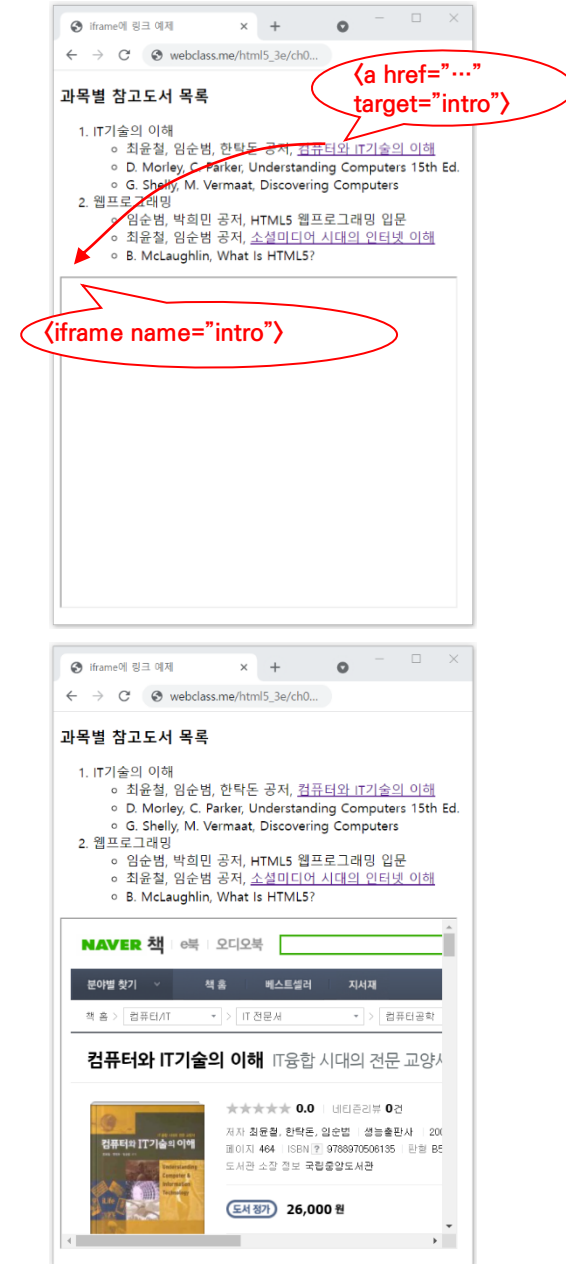 iframe에 링크 예제
webclass.me/html5_3e/ch0...
<a href="…"
target="intro">
과목별 참고도서 목록
1. IT기술의 이해
최윤철, 임순범, 한탁돈 공저, 컴퓨터와 IT기술의 이해
D. Morley, C. Parker, Understanding Computers 15th Ed.
G. Shelly, M. Vermaat, Discovering Computers
2. 웹프로그래밍
임순범, 박희민 공저, HTML5 웹프로그래밍 입문
최윤철, 임순범 공저, 소셜미디어 시대의 인터넷 이해
B. McLaughlin, What Is HTML5?
<iframe name="intro">
iframe에 링크 예제
webclass.me/html5_3e/ch0...
과목별 참고도서 목록
1. IT기술의 이해
최윤철, 임순범, 한탁돈 공저, 컴퓨터와 IT기술의 이해
D. Morley, C. Parker, Understanding Computers 15th Ed.
G. Shelly, M. Vermaat, Discovering Computers
2. 웹프로그래밍
임순범, 박희민 공저, HTML5 웹프로그래밍 입문
최윤철, 임순범 공저, 소셜미디어 시대의 인터넷 이해
B. McLaughlin, What Is HTML5?
NAVER 책 e북 오디오북
분야별 찾기 책 홈 베스트셀러 지서재
책 홈 > 컴퓨터/IT > IT 전문서 > 컴퓨터공학
컴퓨터와 IT기술의 이해 IT융합 시대의 전문 교양서
0.0 네티즌리뷰 0건
저자 최윤철, 한탁돈, 임순범 생능출판사 200
페이지 464 ISBN ? 9788970506135 판형 B5
도서관 소장 정보 국립중앙도서관
도서 정가 26,000 원
컴퓨터와 IT기술의 이해
Understanding
Computer &
Information
Technology